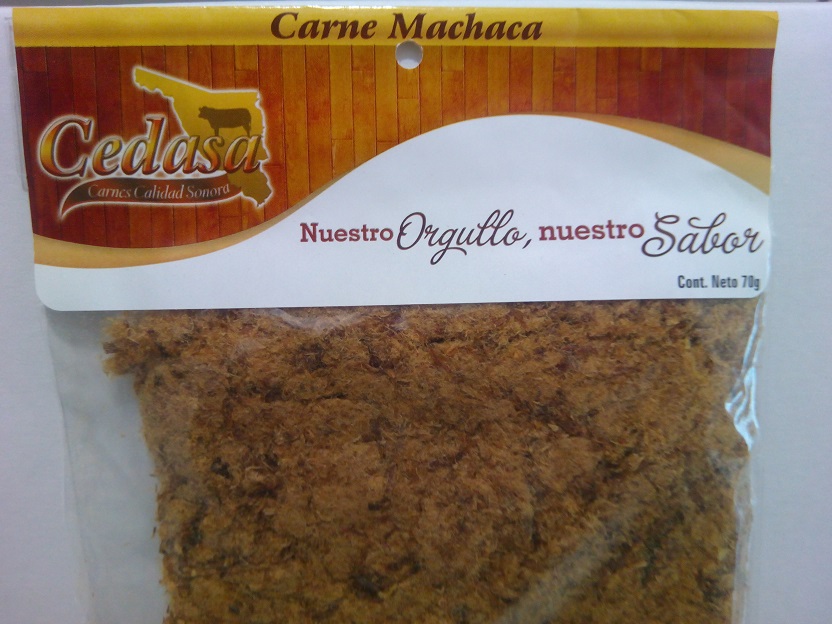 Carne Machaca
Cedasa
Carnes Calidad Sonora
Nuestro Orgullo, nuestro Sabor
Cont. Neto 70g